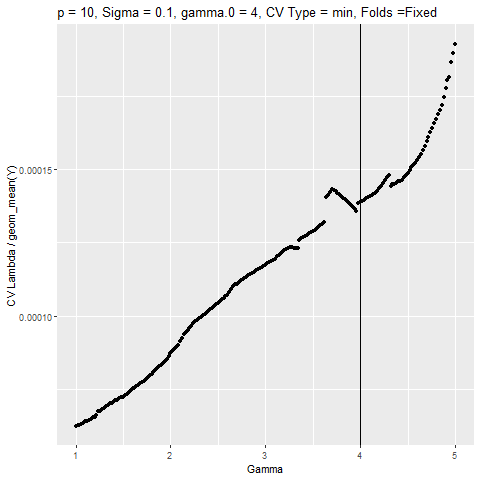 p = 10, Sigma = 0.1, gamma.0 = 4, CV Type = min, Folds =Fixed
CV Lambda / geom_mean(Y)
0.00015
0.00010
1 2 3 4 5
Gamma